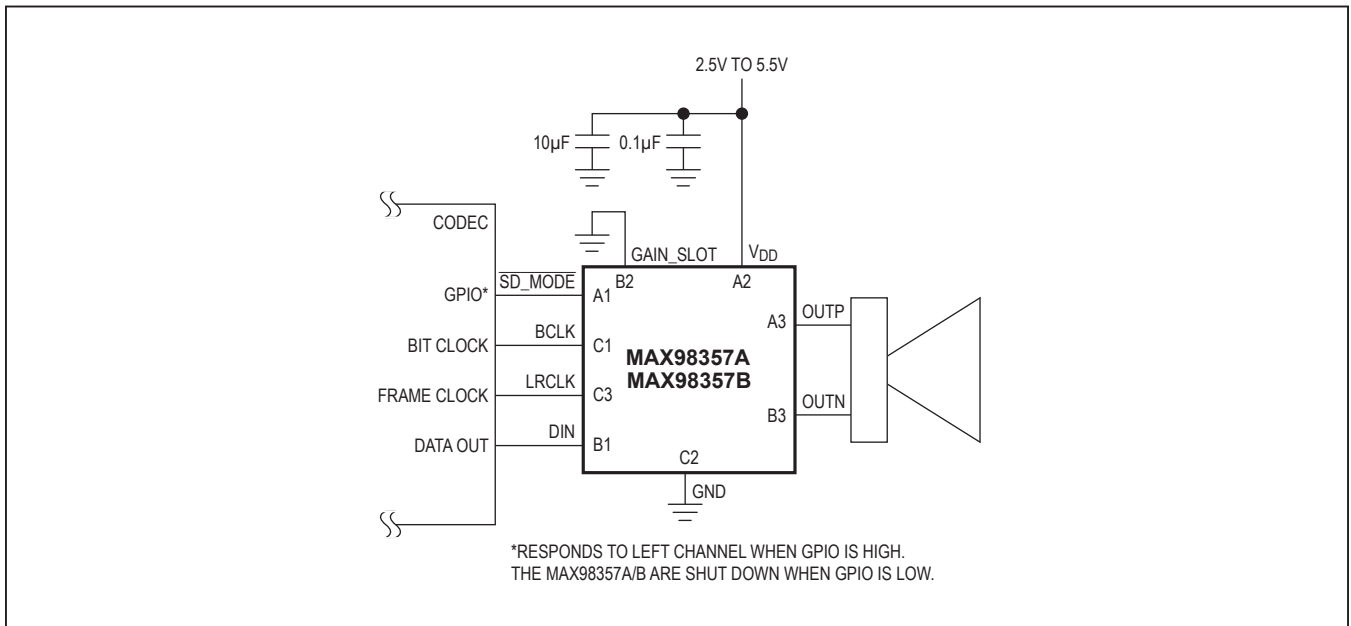 2.5V TO 5.5V
10µF
0.1µF
CODEC
GAIN_SLOT
VDD
B2
A2
GPIO*
SD_MODE
A1
A3
OUTP
BIT CLOCK
BCLK
C1
MAX98357A
MAX98357B
FRAME CLOCK
LRCLK
C3
B3
OUTN
DATA OUT
DIN
B1
C2
GND
*RESPONDS TO LEFT CHANNEL WHEN GPIO IS HIGH.
THE MAX98357A/B ARE SHUT DOWN WHEN GPIO IS LOW.